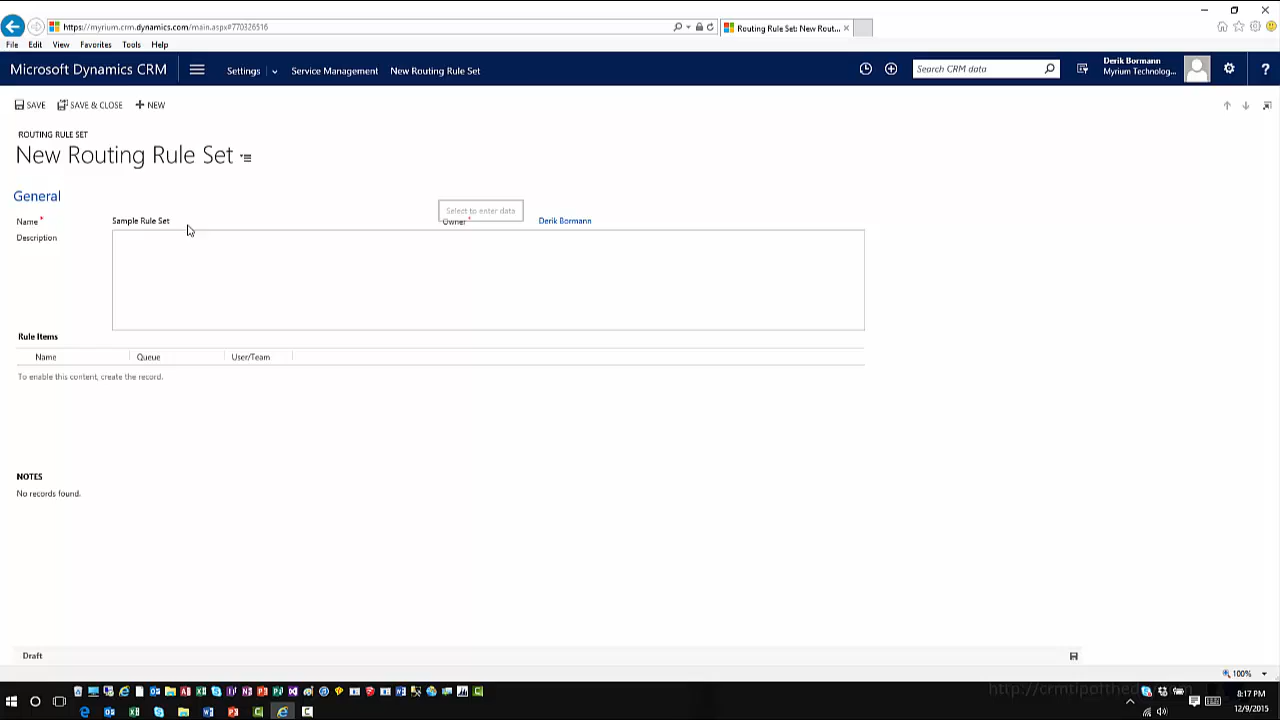 https://myrium.crm.dynamics.com/main.aspx#770326516
Routing Rule Set: New Rout...
File Edit View Favorites Tools Help
Microsoft Dynamics CRM Settings Service Management New Routing Rule Set Search CRM data Derik Bormann
Myrium Technolog...
SAVE SAVE & CLOSE NEW
ROUTING RULE SET
New Routing Rule Set
General
Select to enter data
Name* Sample Rule Set Owner* Derik Bormann
Description
Rule Items
Name Queue User/Team
To enable this content, create the record.
NOTES
No records found.
Draft
100%
8:17 PM
12/9/2015